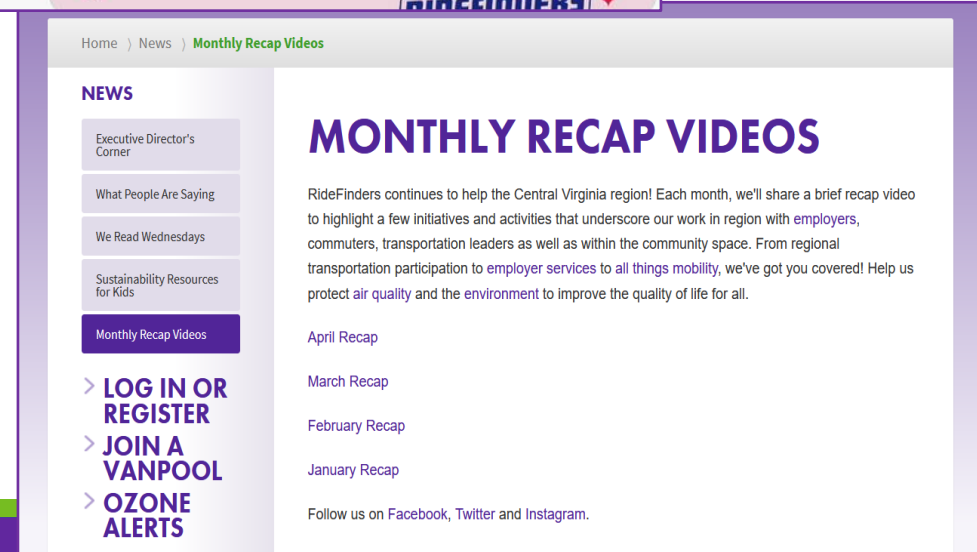 RIDEFINDERS
Home 〉 News 〉 Monthly Recap Videos
NEWS
Executive Director's
Corner
What People Are Saying
We Read Wednesdays
Sustainability Resources
for Kids
Monthly Recap Videos
LOG IN OR
REGISTER
JOIN A
VANPOOL
OZONE
ALERTS
MONTHLY RECAP VIDEOS
RideFinders continues to help the Central Virginia region! Each month, we'll share a brief recap video
to highlight a few initiatives and activities that underscore our work in region with employers,
commuters, transportation leaders as well as within the community space. From regional
transportation participation to employer services to all things mobility, we've got you covered! Help us
protect air quality and the environment to improve the quality of life for all.
April Recap
March Recap
February Recap
January Recap
Follow us on Facebook, Twitter and Instagram.